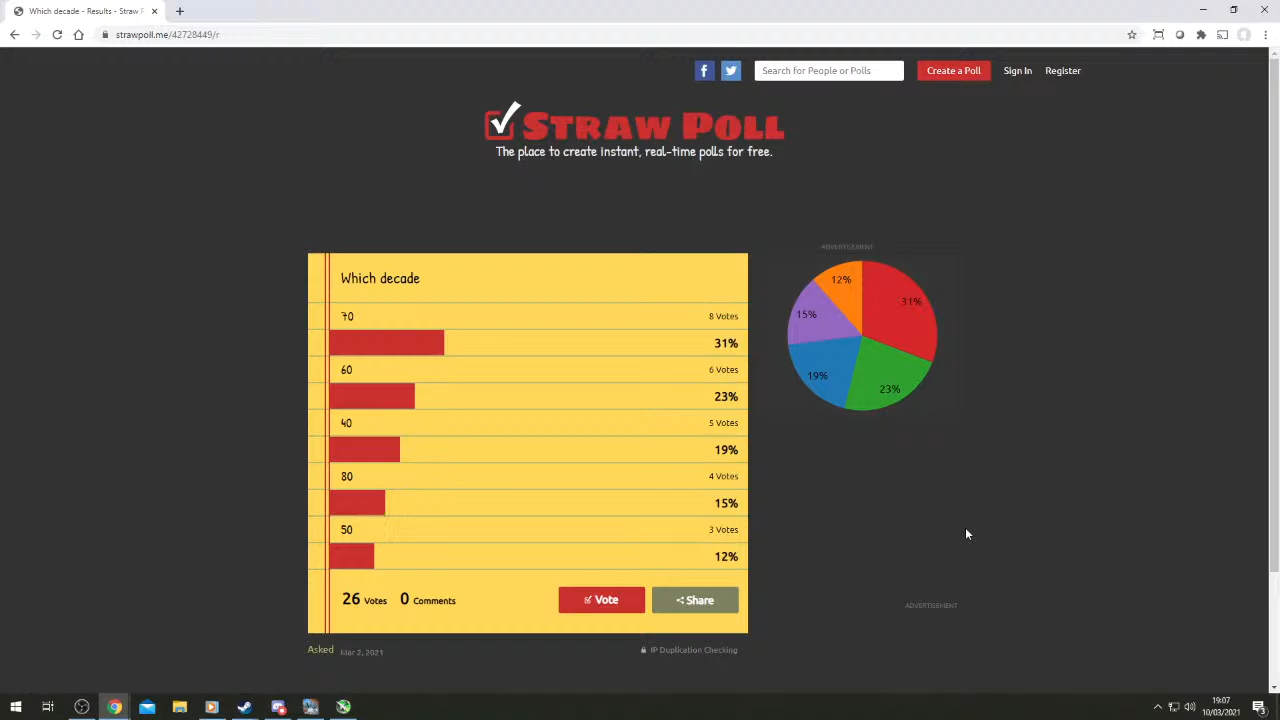 Which decade - Results - Straw P
strawpoll.me/42728449/r
Search for People or Polls
Create a Poll
Sign In
Register
STRAW POLL
The place to create instant, real-time polls for free.
ADVERTISEMENT
Which decade
70
8 Votes
31%
60
6 Votes
23%
40
5 Votes
19%
80
4 Votes
15%
50
3 Votes
12%
12%
31%
15%
19%
23%
26 Votes
0 Comments
Vote
Share
ADVERTISEMENT
Asked Mar 2, 2021
IP Duplication Checking
19:07
10/03/2021
3